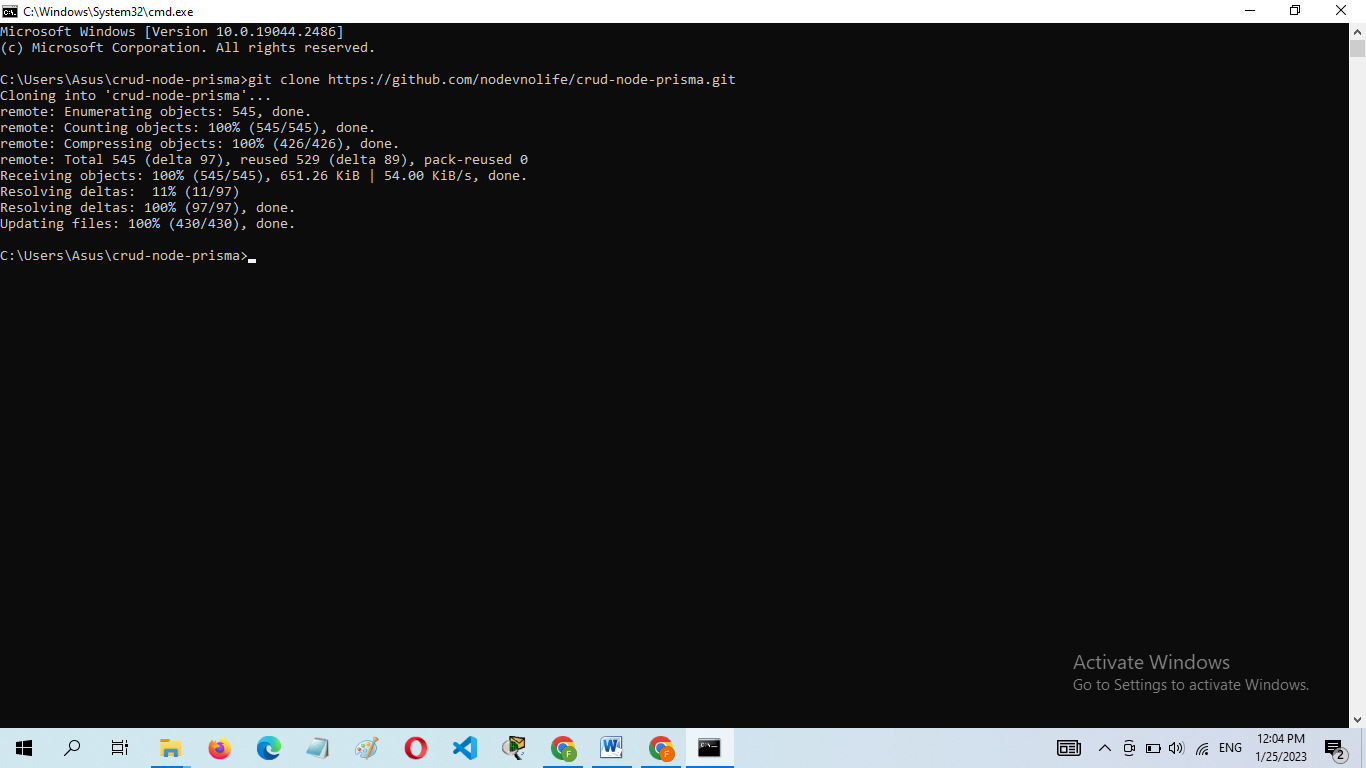 C:\Windows\System32\cmd.exe
Microsoft Windows [Version 10.0.19044.2486]
(c) Microsoft Corporation. All rights reserved.
C:\Users\Asus\crud-node-prisma>git clone https://github.com/nodevnolife/crud-node-prisma.git
Cloning into 'crud-node-prisma'...
remote: Enumerating objects: 545, done.
remote: Counting objects: 100% (545/545), done.
remote: Compressing objects: 100% (426/426), done.
remote: Total 545 (delta 97), reused 529 (delta 89), pack-reused 0
Receiving objects: 100% (545/545), 651.26 KiB | 54.00 KiB/s, done.
Resolving deltas:  11% (11/97)
Resolving deltas: 100% (97/97), done.
Updating files: 100% (430/430), done.
C:\Users\Asus\crud-node-prisma>
Activate Windows
Go to Settings to activate Windows.
F
W
F
C:\.
ENG
12:04 PM
1/25/2023
2